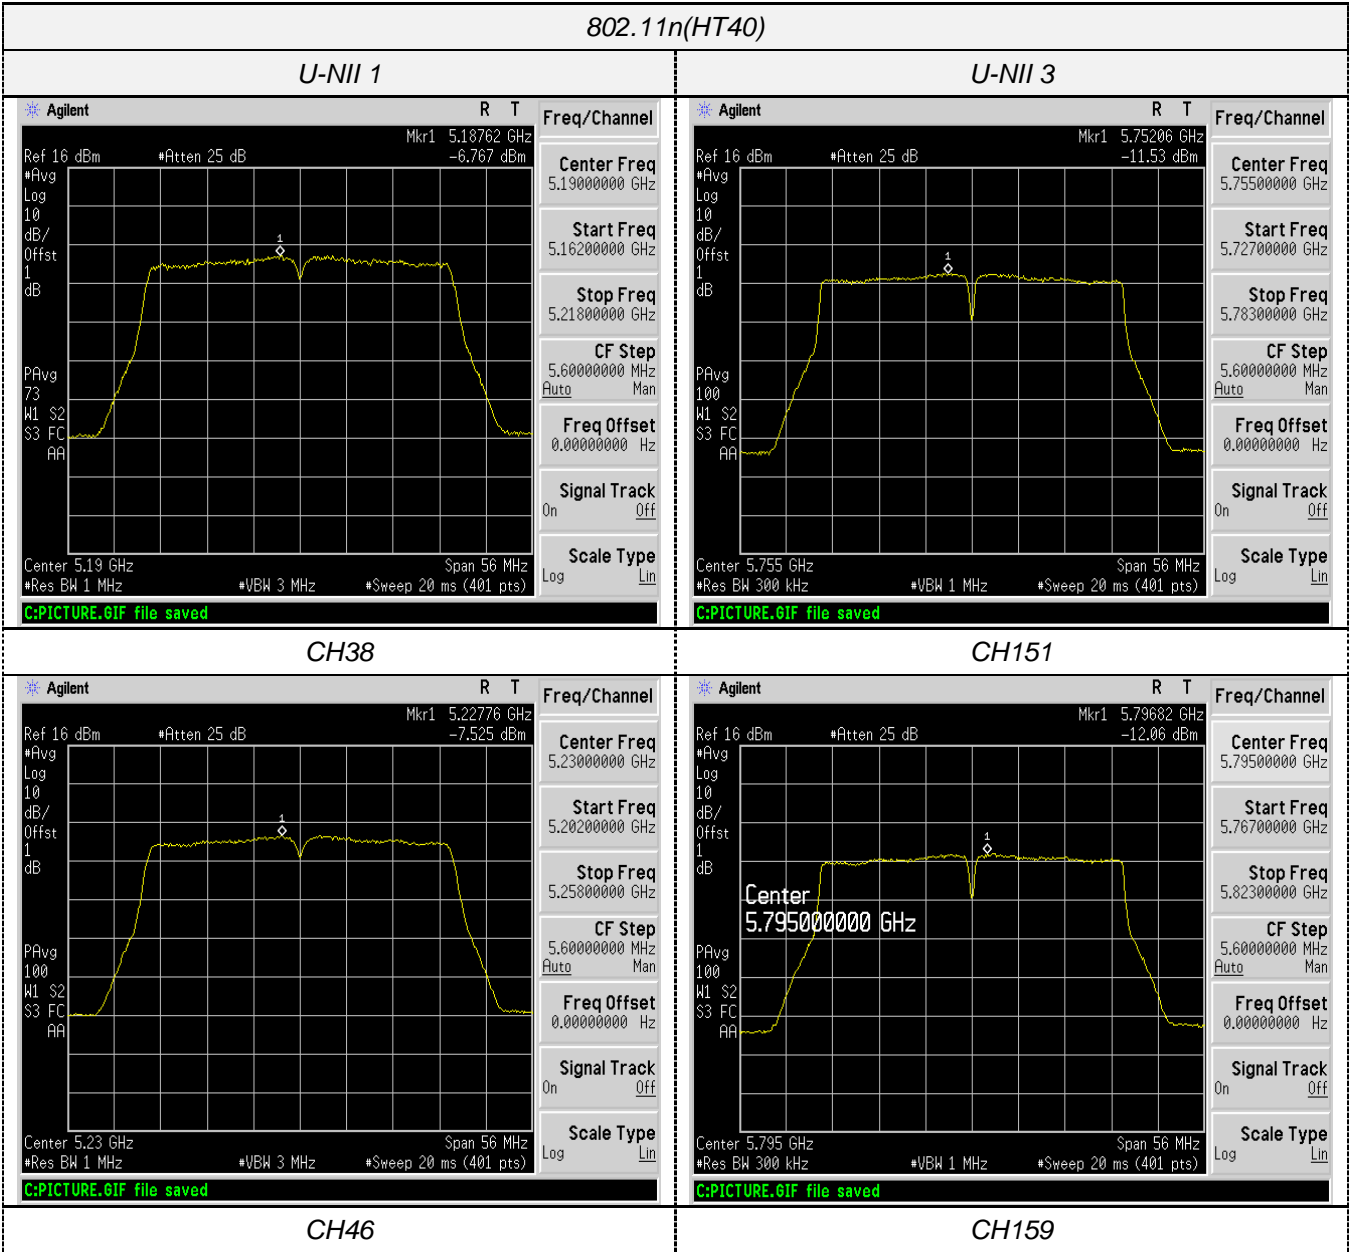 802.11n(HT40)
U-NII 1
U-NII 3
Agilent
R T
Freq/Channel
Mkr1 5.18762 GHz
Ref 16 dBm #Atten 25 dB -6.767 dBm
#Avg
Log
10
dB/
Offst
1
dB
PAvg
73
W1 S2
S3 FC
AA
1
Center 5.19 GHz Span 56 MHz
#Res BW 1 MHz #VBW 3 MHz #Sweep 20 ms (401 pts)
C:PICTURE.GIF file saved
Center Freq
5.19000000 GHz
Start Freq
5.16200000 GHz
Stop Freq
5.21800000 GHz
CF Step
5.60000000 MHz
Auto Man
Freq Offset
0.00000000 Hz
Signal Track
On Off
Scale Type
Log Lin
Agilent
R T
Freq/Channel
Mkr1 5.75206 GHz
Ref 16 dBm #Atten 25 dB -11.53 dBm
#Avg
Log
10
dB/
Offst
1
dB
PAvg
100
W1 S2
S3 FC
AA
1
Center 5.755 GHz Span 56 MHz
#Res BW 300 kHz #VBW 1 MHz #Sweep 20 ms (401 pts)
C:PICTURE.GIF file saved
Center Freq
5.75500000 GHz
Start Freq
5.72700000 GHz
Stop Freq
5.78300000 GHz
CF Step
5.60000000 MHz
Auto Man
Freq Offset
0.00000000 Hz
Signal Track
On Off
Scale Type
Log Lin
CH38
CH151
Agilent
R T
Freq/Channel
Mkr1 5.22776 GHz
Ref 16 dBm #Atten 25 dB -7.525 dBm
#Avg
Log
10
dB/
Offst
1
dB
PAvg
100
W1 S2
S3 FC
AA
1
Center 5.23 GHz Span 56 MHz
#Res BW 1 MHz #VBW 3 MHz #Sweep 20 ms (401 pts)
C:PICTURE.GIF file saved
Center Freq
5.23000000 GHz
Start Freq
5.20200000 GHz
Stop Freq
5.25800000 GHz
CF Step
5.60000000 MHz
Auto Man
Freq Offset
0.00000000 Hz
Signal Track
On Off
Scale Type
Log Lin
Agilent
R T
Freq/Channel
Mkr1 5.79682 GHz
Ref 16 dBm #Atten 25 dB -12.06 dBm
#Avg
Log
10
dB/
Offst
1
dB
PAvg
100
W1 S2
S3 FC
AA
1
Center
5.795000000 GHz
Center 5.795 GHz Span 56 MHz
#Res BW 300 kHz #VBW 1 MHz #Sweep 20 ms (401 pts)
C:PICTURE.GIF file saved
Center Freq
5.79500000 GHz
Start Freq
5.76700000 GHz
Stop Freq
5.82300000 GHz
CF Step
5.60000000 MHz
Auto Man
Freq Offset
0.00000000 Hz
Signal Track
On Off
Scale Type
Log Lin
CH46
CH159